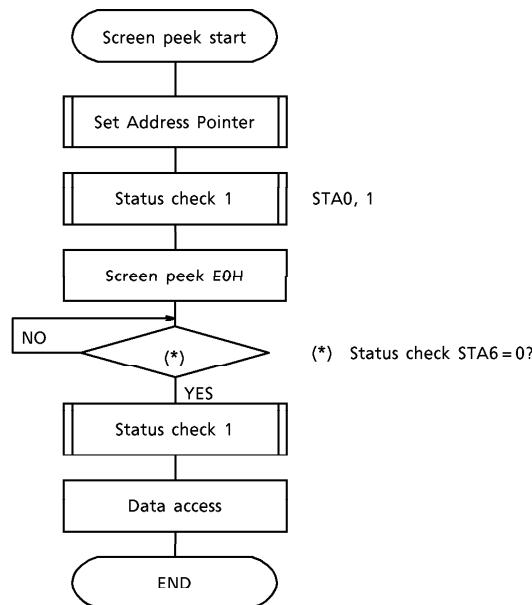 Screen peek start
Set Address Pointer
Status check 1
STA0, 1
Screen peek E0H
NO
(*)
(*) Status check STA6 = 0?
YES
Status check 1
Data access
END